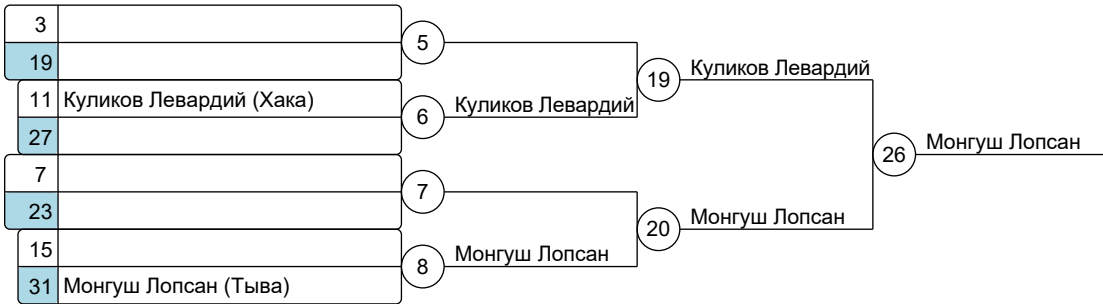 3
5
19
Куликов Левардий
19
11 Куликов Левардий (Хака)
6
Куликов Левардий
27
26
Монгуш Лопсан
7
7
23
Монгуш Лопсан
20
15
8
Монгуш Лопсан
31 Монгуш Лопсан (Тыва)